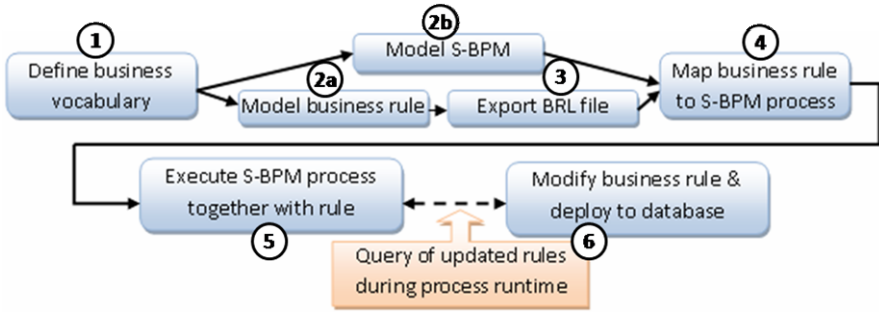 1
Define business
vocabulary
2b
Model S-BPM
2a
Model business rule
3
Export BRL file
4
Map business rule
to S-BPM process
Execute S-BPM process
together with rule
5
Modify business rule &
deploy to database
6
Query of updated rules
during process runtime